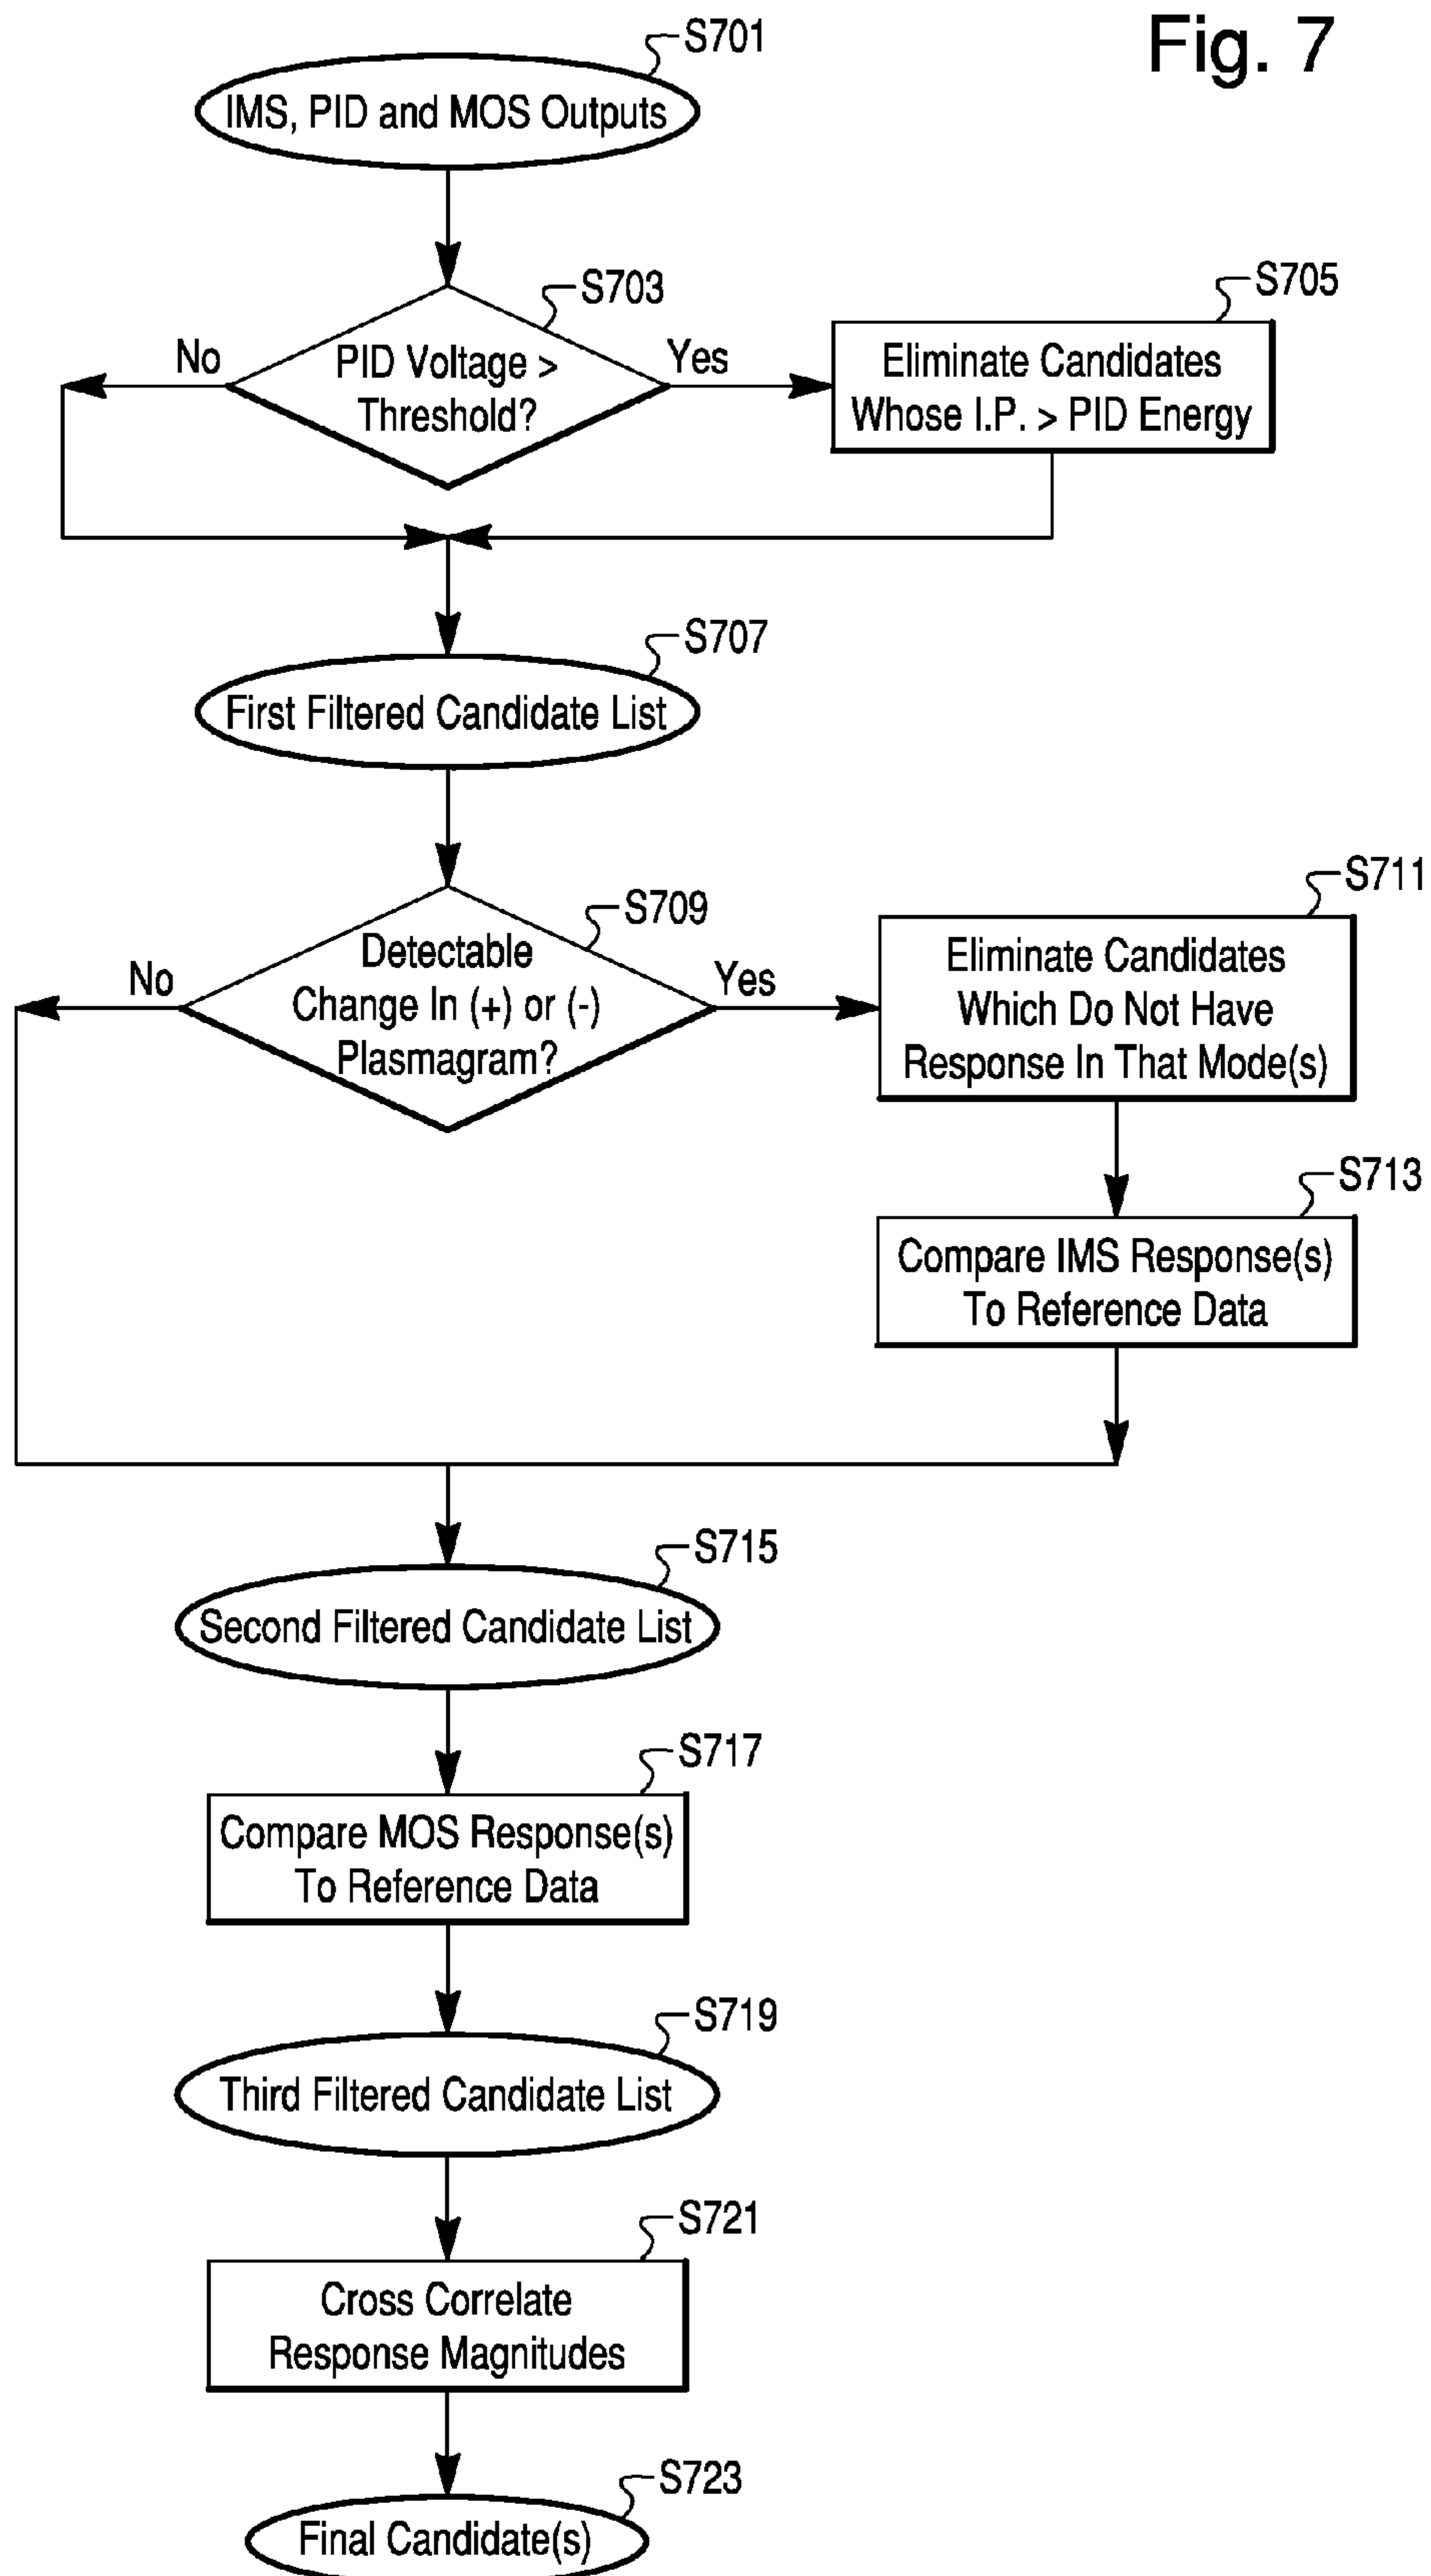 Fig. 7
S701
IMS, PID and MOS Outputs
S703
PID Voltage >
Threshold?
No
Yes
S705
Eliminate Candidates
Whose I.P. > PID Energy
S707
First Filtered Candidate List
S709
Detectable
Change In (+) or (-)
Plasmagram?
No
Yes
S711
Eliminate Candidates
Which Do Not Have
Response In That Mode(s)
S713
Compare IMS Response(s)
To Reference Data
S715
Second Filtered Candidate List
S717
Compare MOS Response(s)
To Reference Data
S719
Third Filtered Candidate List
S721
Cross Correlate
Response Magnitudes
S723
Final Candidate(s)